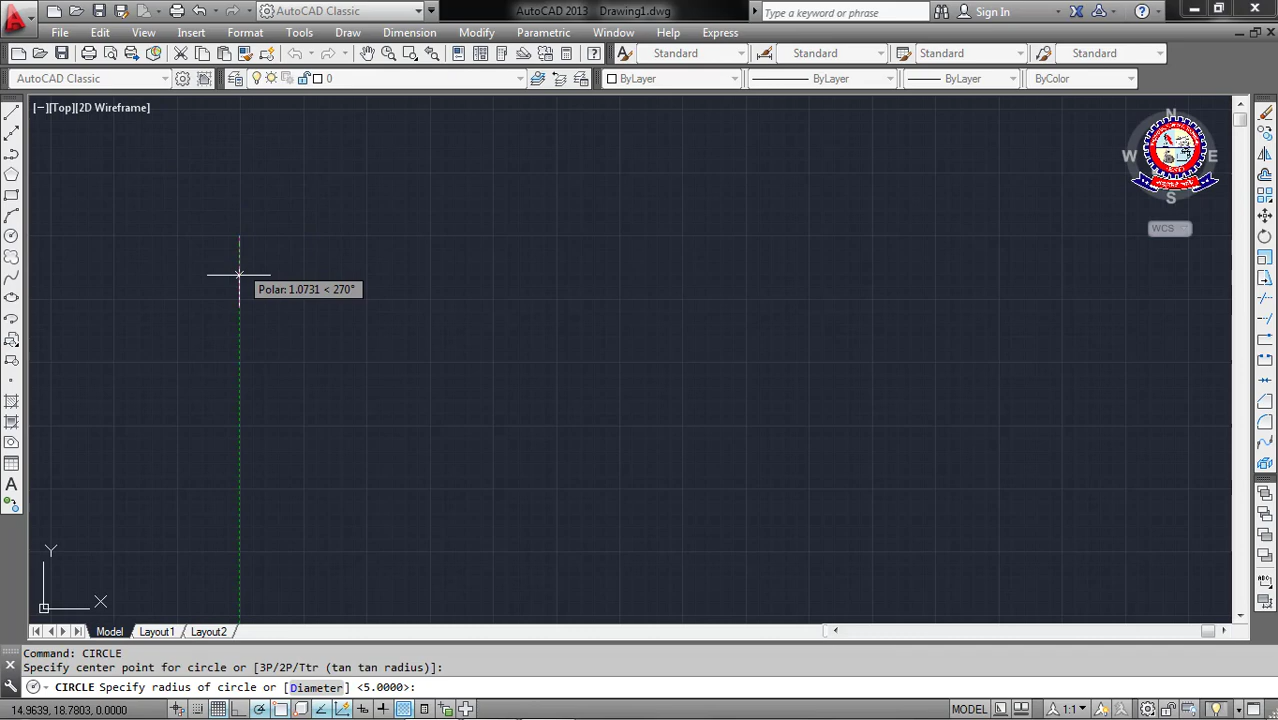 AutoCAD Classic
AutoCAD 2013 Drawing1.dwg
Type a keyword or phrase
Sign In
File Edit View Insert Format Tools Draw Dimension Modify Parametric Window Help Express
Standard Standard Standard Standard
AutoCAD Classic 0 ByLayer ByLayer ByLayer ByColor
[−][Top][2D Wireframe]
N
W E
S
WCS
Polar: 1.0731 < 270°
A
Y
X
Model Layout1 Layout2
Command: CIRCLE
Specify center point for circle or [3P/2P/Ttr (tan tan radius)]:
CIRCLE Specify radius of circle or [Diameter] <5.0000>:
14.9639, 18.7803, 0.0000 MODEL 1:1